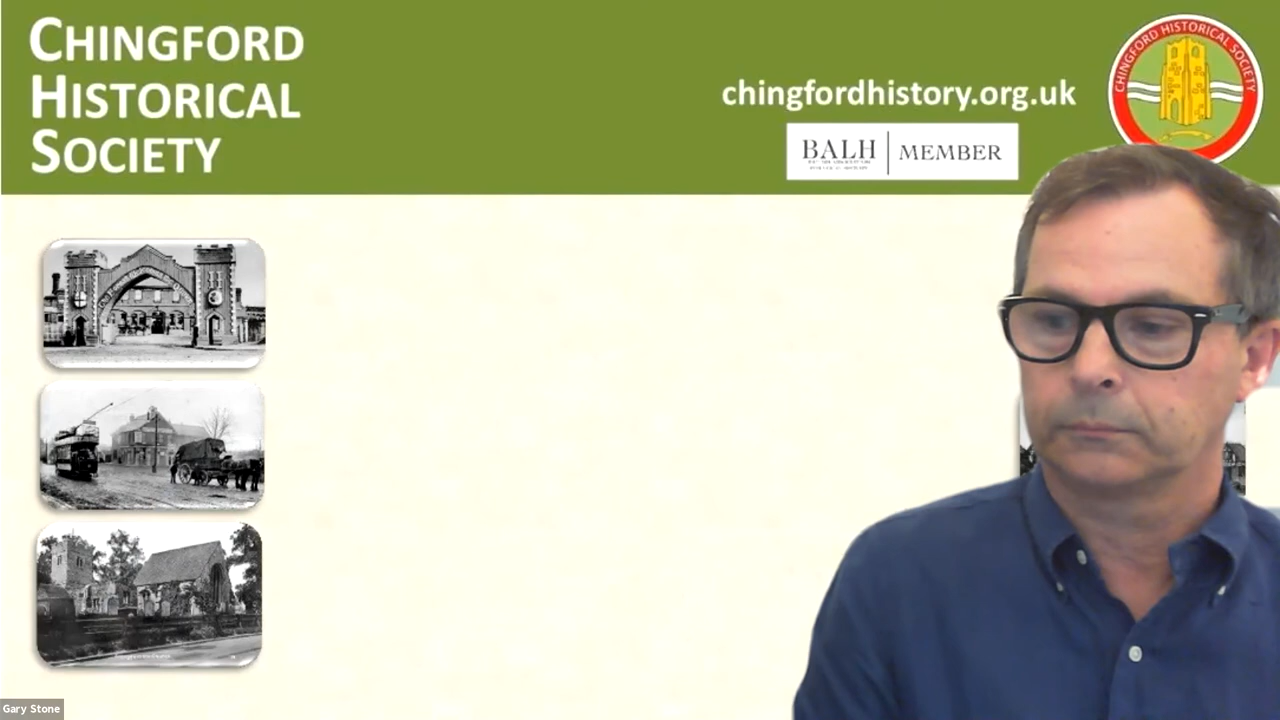 CHINGFORD
HISTORICAL
SOCIETY
chingfordhistory.org.uk
BALH MEMBER
CHINGFORD HISTORICAL SOCIETY
Gary Stone